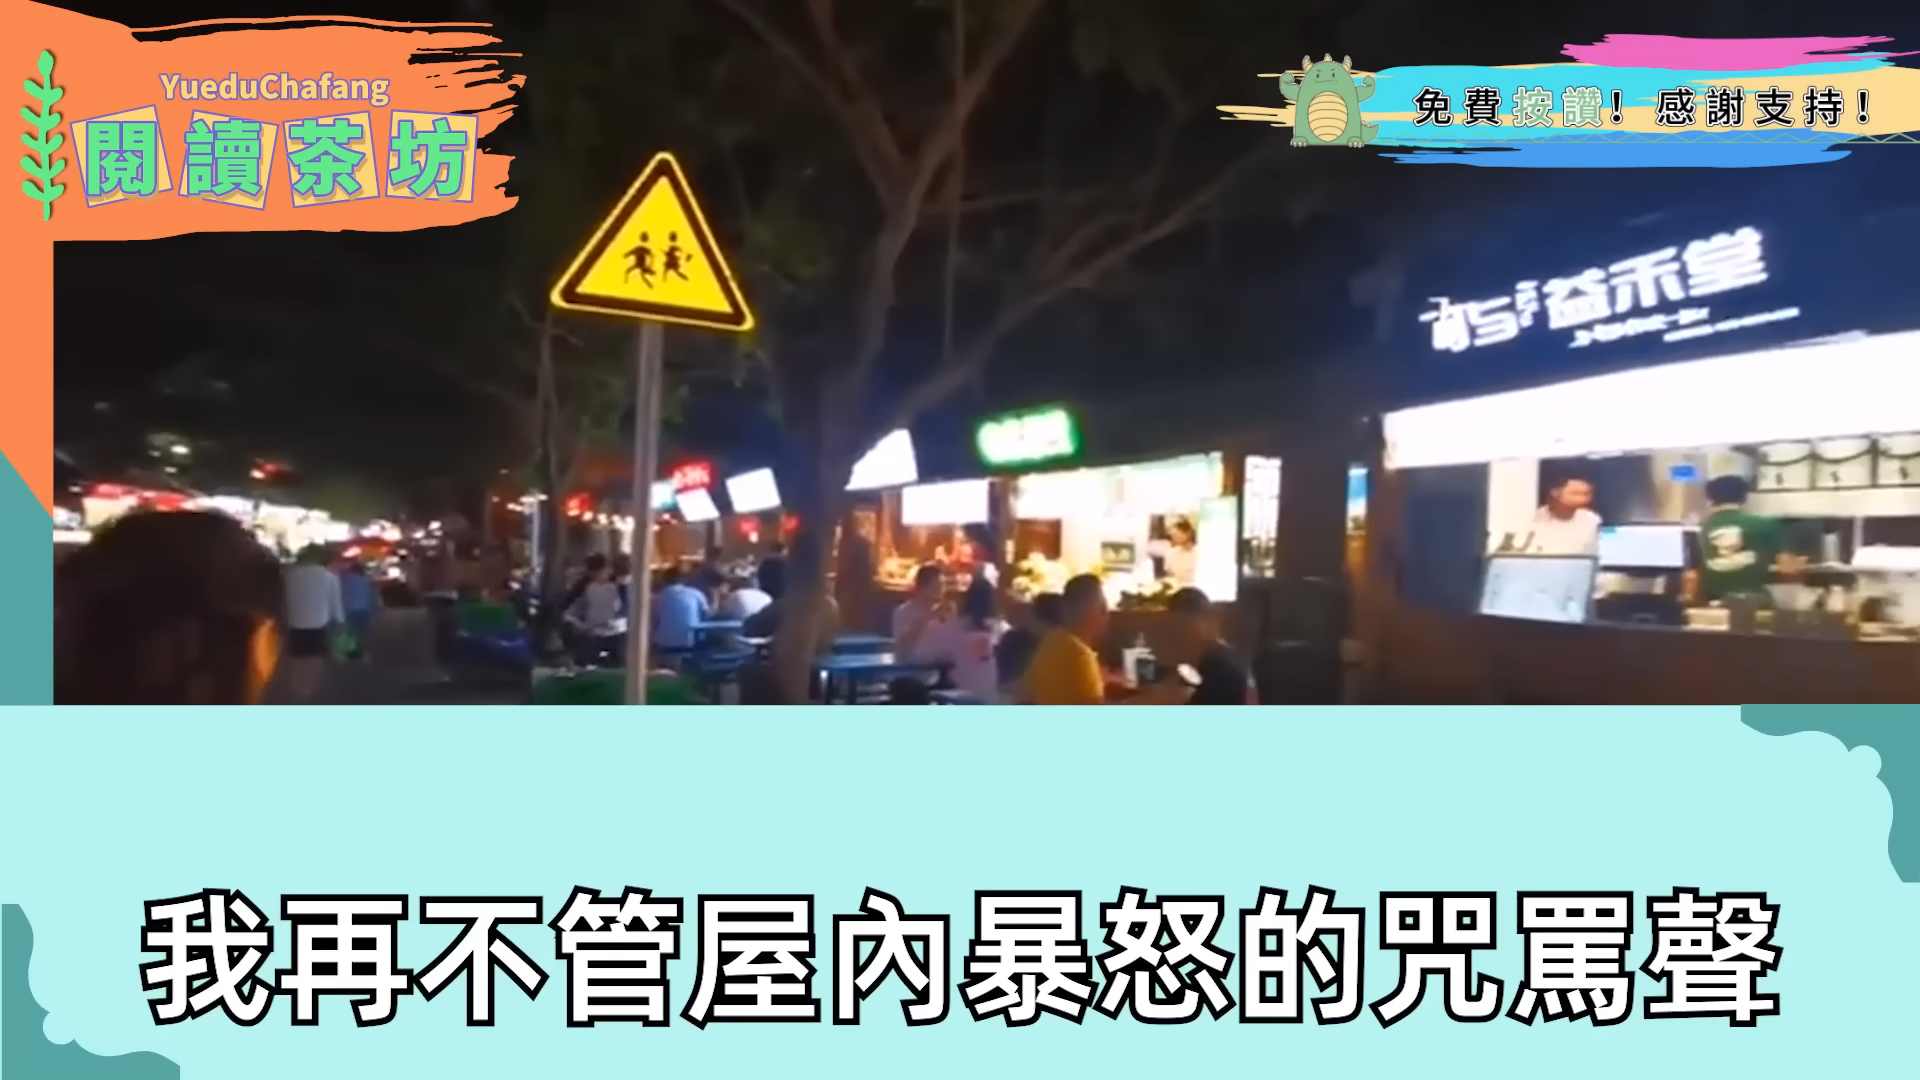 YueduChafang
閱讀茶坊
免費按讚！感謝支持！
益禾堂
我再不管屋內暴怒的咒罵聲